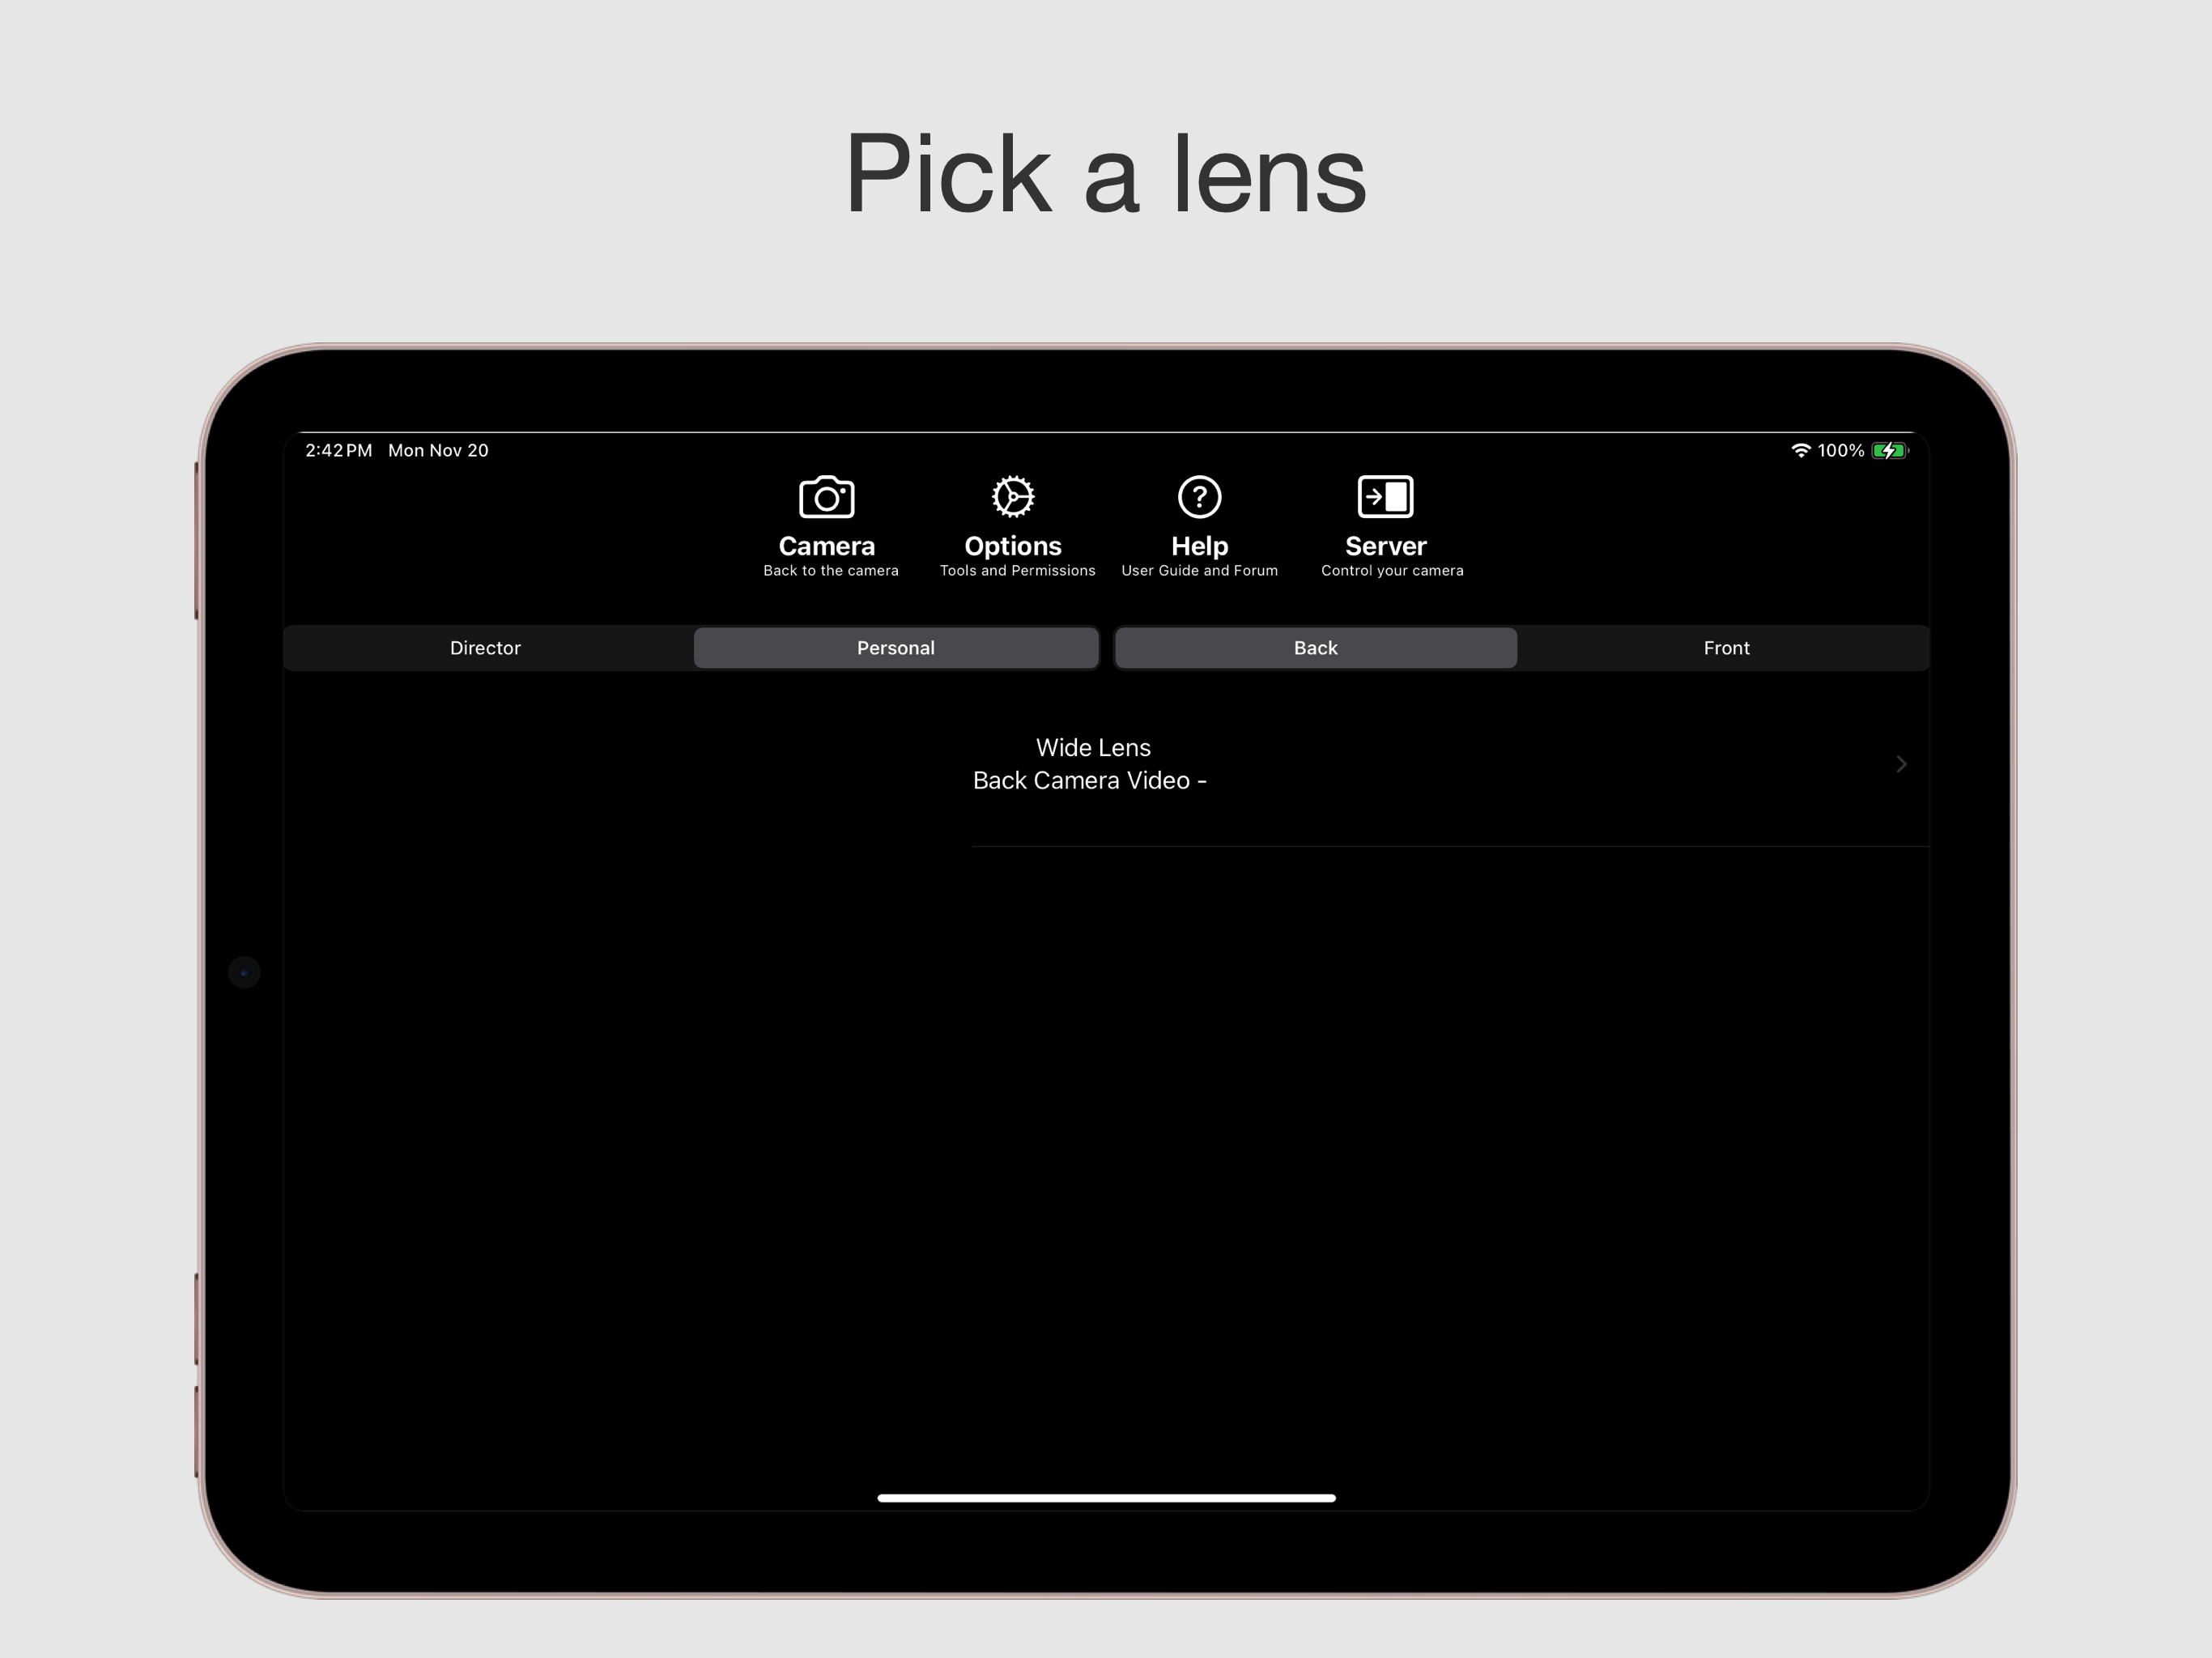 Pick a lens
2:42 PM Mon Nov 20 100%
Camera Options Help Server
Back to the camera Tools and Permissions User Guide and Forum Control your camera
Director Personal Back Front
Wide Lens
Back Camera Video -